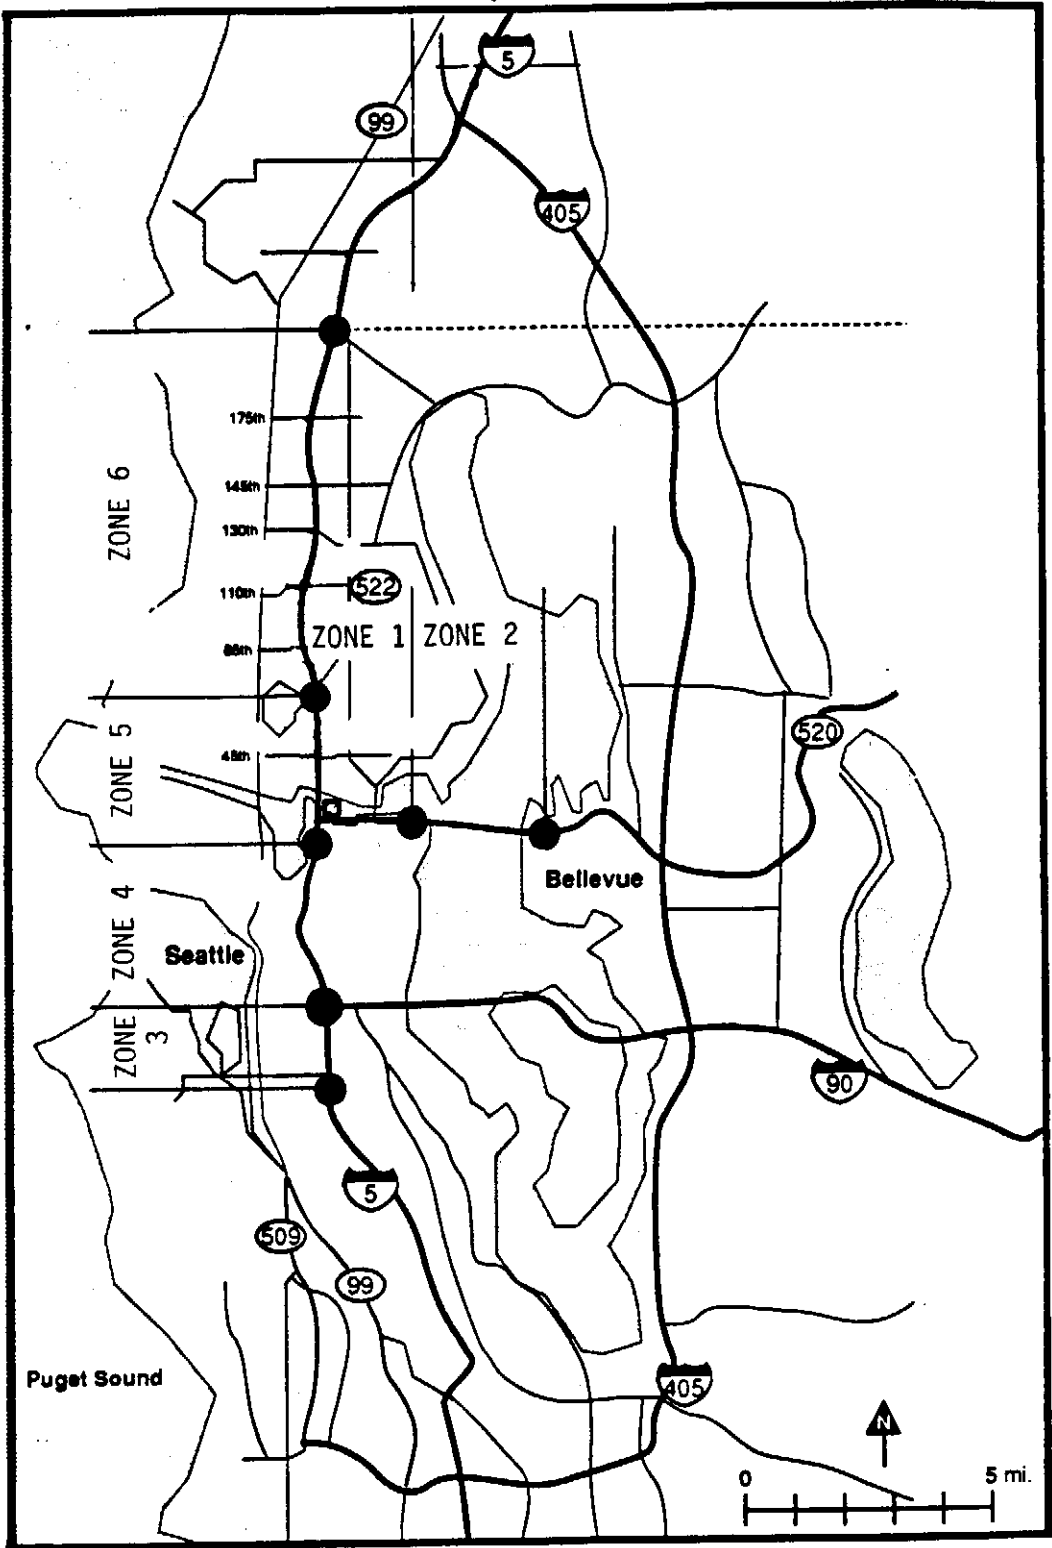 5
99
405
175th
145th
ZONE 6
130th
110th
522
ZONE 1 ZONE 2
85th
ZONE 5
520
45th
Bellevue
ZONE 4
Seattle
ZONE 3
90
5
509
99
Puget Sound
405
N
0 5 mi.